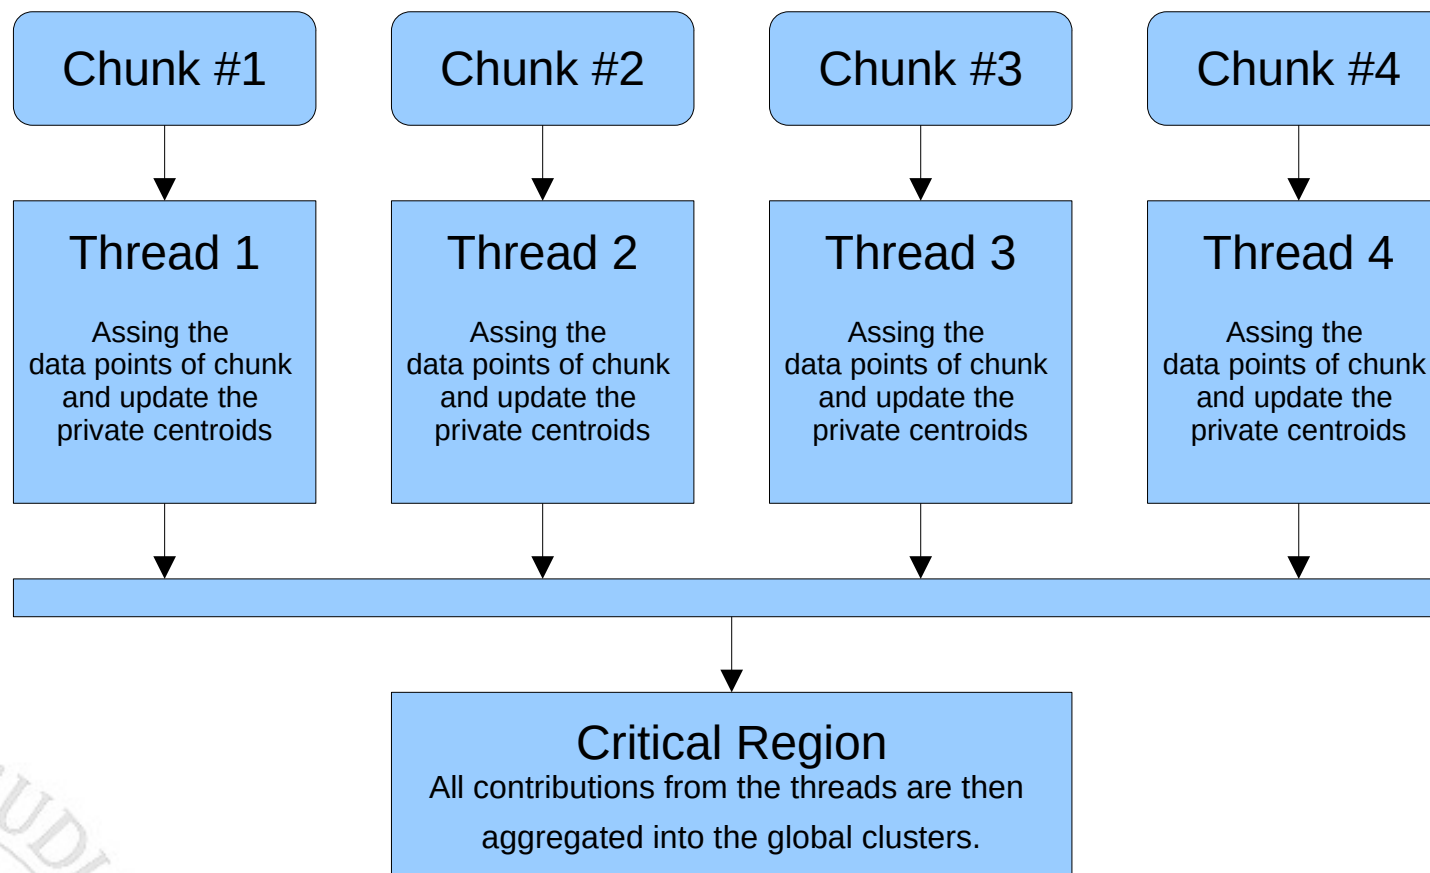 Chunk #1
Chunk #2
Chunk #3
Chunk #4
Thread 1
Assing the
data points of chunk
and update the
private centroids
Thread 2
Assing the
data points of chunk
and update the
private centroids
Thread 3
Assing the
data points of chunk
and update the
private centroids
Thread 4
Assing the
data points of chunk
and update the
private centroids
Critical Region
All contributions from the threads are then
aggregated into the global clusters.